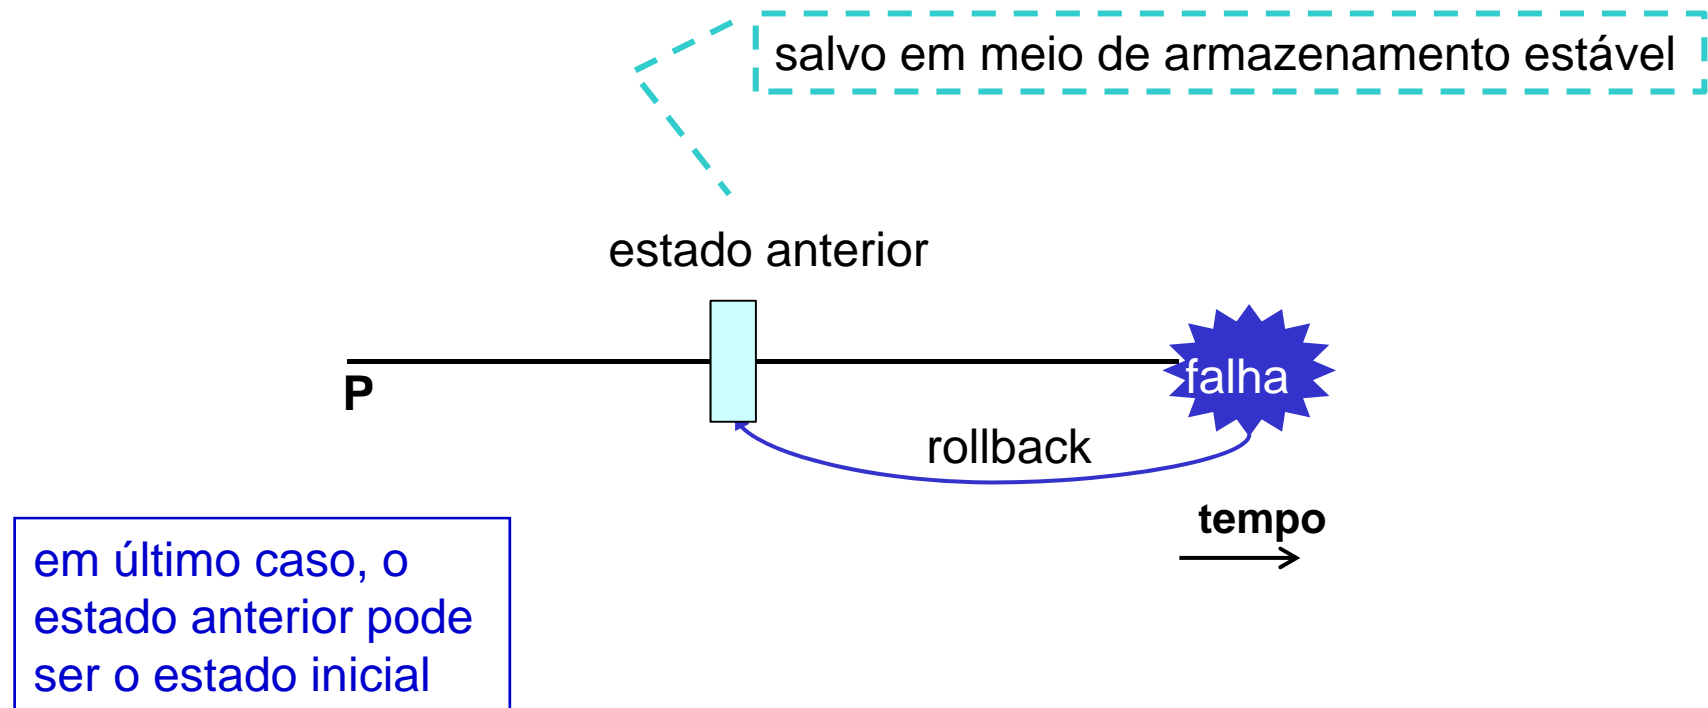 salvo em meio de armazenamento estável
estado anterior
P
falha
rollback
tempo
em último caso, o
estado anterior pode
ser o estado inicial